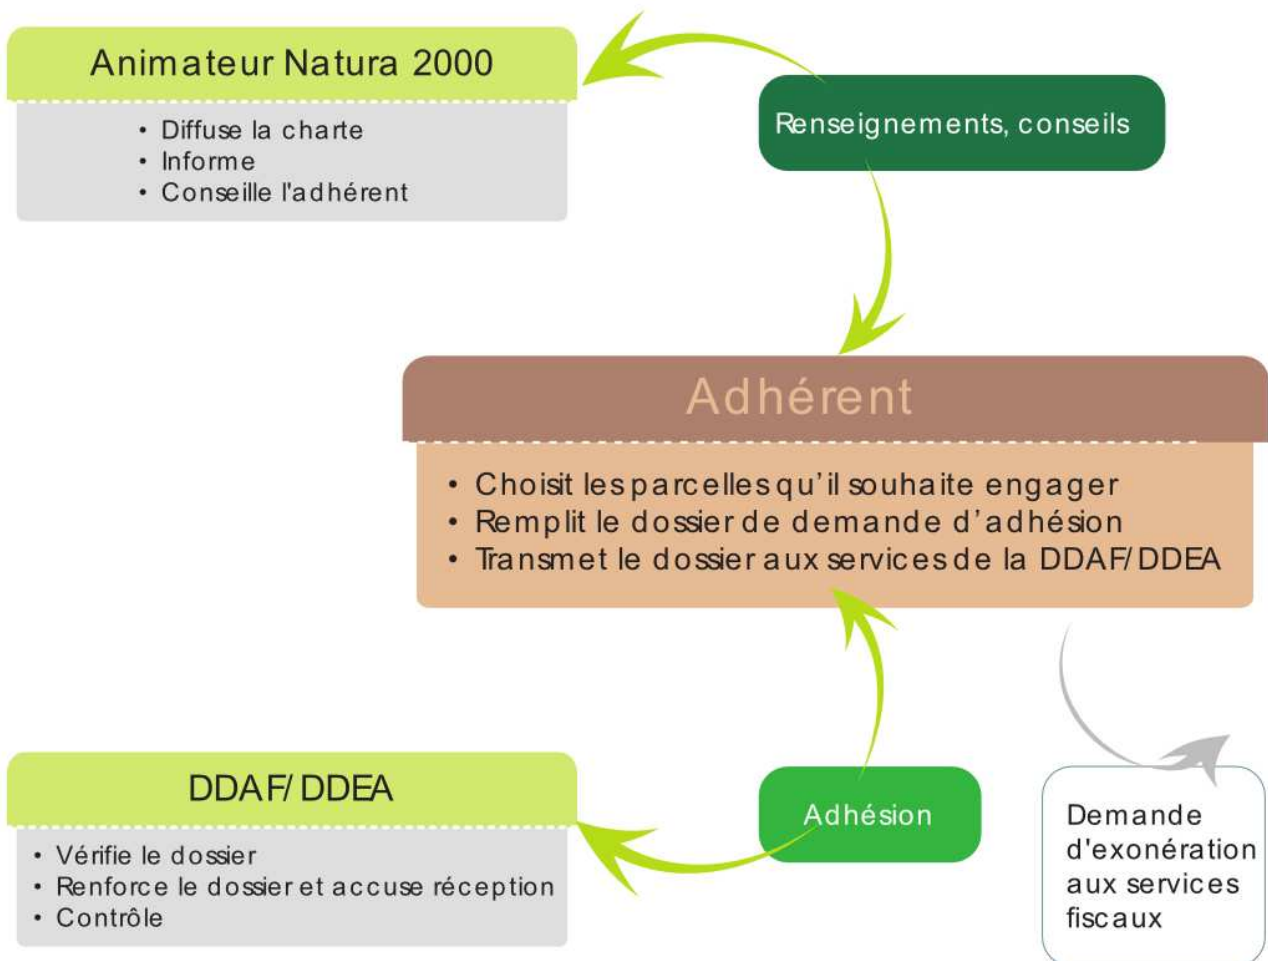 Animateur Natura 2000
• Diffuse la charte
• Informe
• Conseille l'adhérent
Renseignements, conseils
Adhérent
• Choisit les parcelles qu'il souhaite engager
• Remplit le dossier de demande d'adhésion
• Transmet le dossier aux services de la DDAF/DDEA
DDAF/DDEA
• Vérifie le dossier
• Renforce le dossier et accuse réception
• Contrôle
Adhésion
Demande
d'exonération
aux services
fiscaux